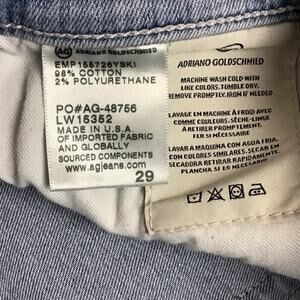 AG ADRIANO GOLDSCHMIED
EMP155726YSKI
98% COTTON
2% POLYURETHANE
PO#AG-48756
LW15352
MADE IN U.S.A.
OF IMPORTED FABRIC
AND GLOBALLY
SOURCED COMPONENTS
www.agjeans.com
29
ADRIANO GOLDSCHMIED
MACHINE WASH COLD WITH
LIKE COLORS. TUMBLE DRY.
REMOVE PROMPTLY. IRON IF NEEDED.
LAVAGE EN MACHINE À FROID AVEC
COMME COULEURS. SÈCHE-LINGE
À RETIRER PROMPTEMENT.
FER SI NÉCESSAIRE
LAVAR A MAQUINA CON AGUA FRIA.
CON COLORES SIMILARES. SECAR EN
SECADORA RETIRAR RAPIDAMENTE.
PLANCHA SI ES NECESARIO